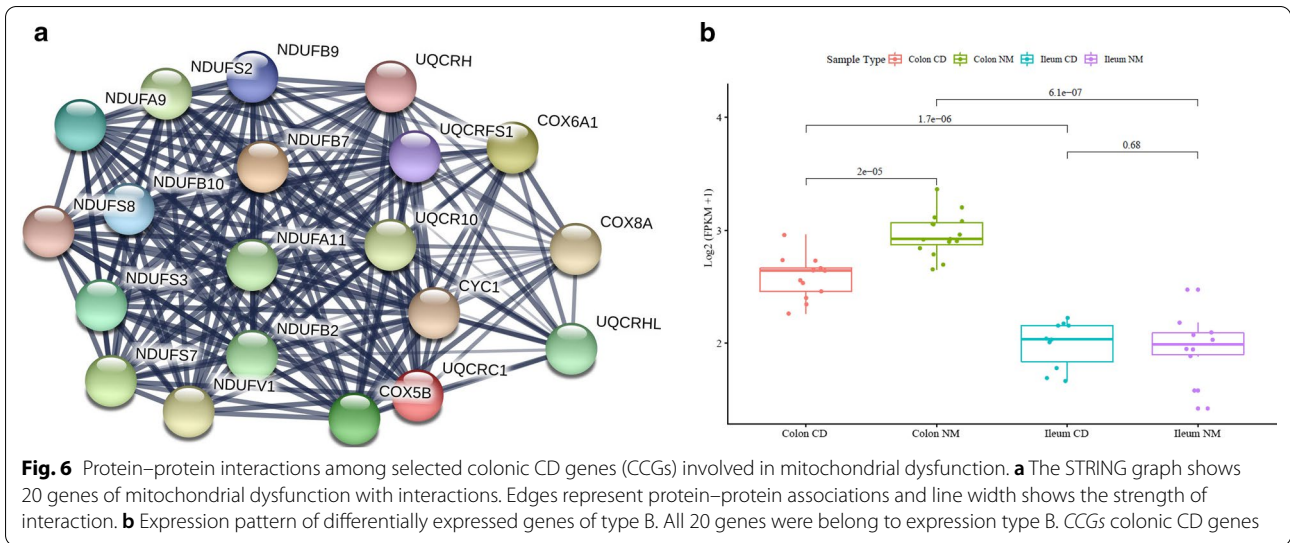 a
NDUFB9
NDUFS2
UQCRH
NDUFA9
COX6A1
UQCRFS1
NDUFB7
NDUFB10
NDUFS8
UQCR10
COX8A
NDUFA11
NDUFS3
CYC1
NDUFB2
UQCRHL
NDUFS7
UQCRC1
NDUFV1
COX5B
b
Sample Type Colon CD Colon NM Ileum CD Ileum NM
6.1e−07
1.7e−06
0.68
2e−05
4
3
2
Log2 (FPKM +1)
Colon CD Colon NM Ileum CD Ileum NM
Fig. 6 Protein–protein interactions among selected colonic CD genes (CCGs) involved in mitochondrial dysfunction. a The STRING graph shows
20 genes of mitochondrial dysfunction with interactions. Edges represent protein–protein associations and line width shows the strength of
interaction. b Expression pattern of differentially expressed genes of type B. All 20 genes were belong to expression type B. CCGs colonic CD genes